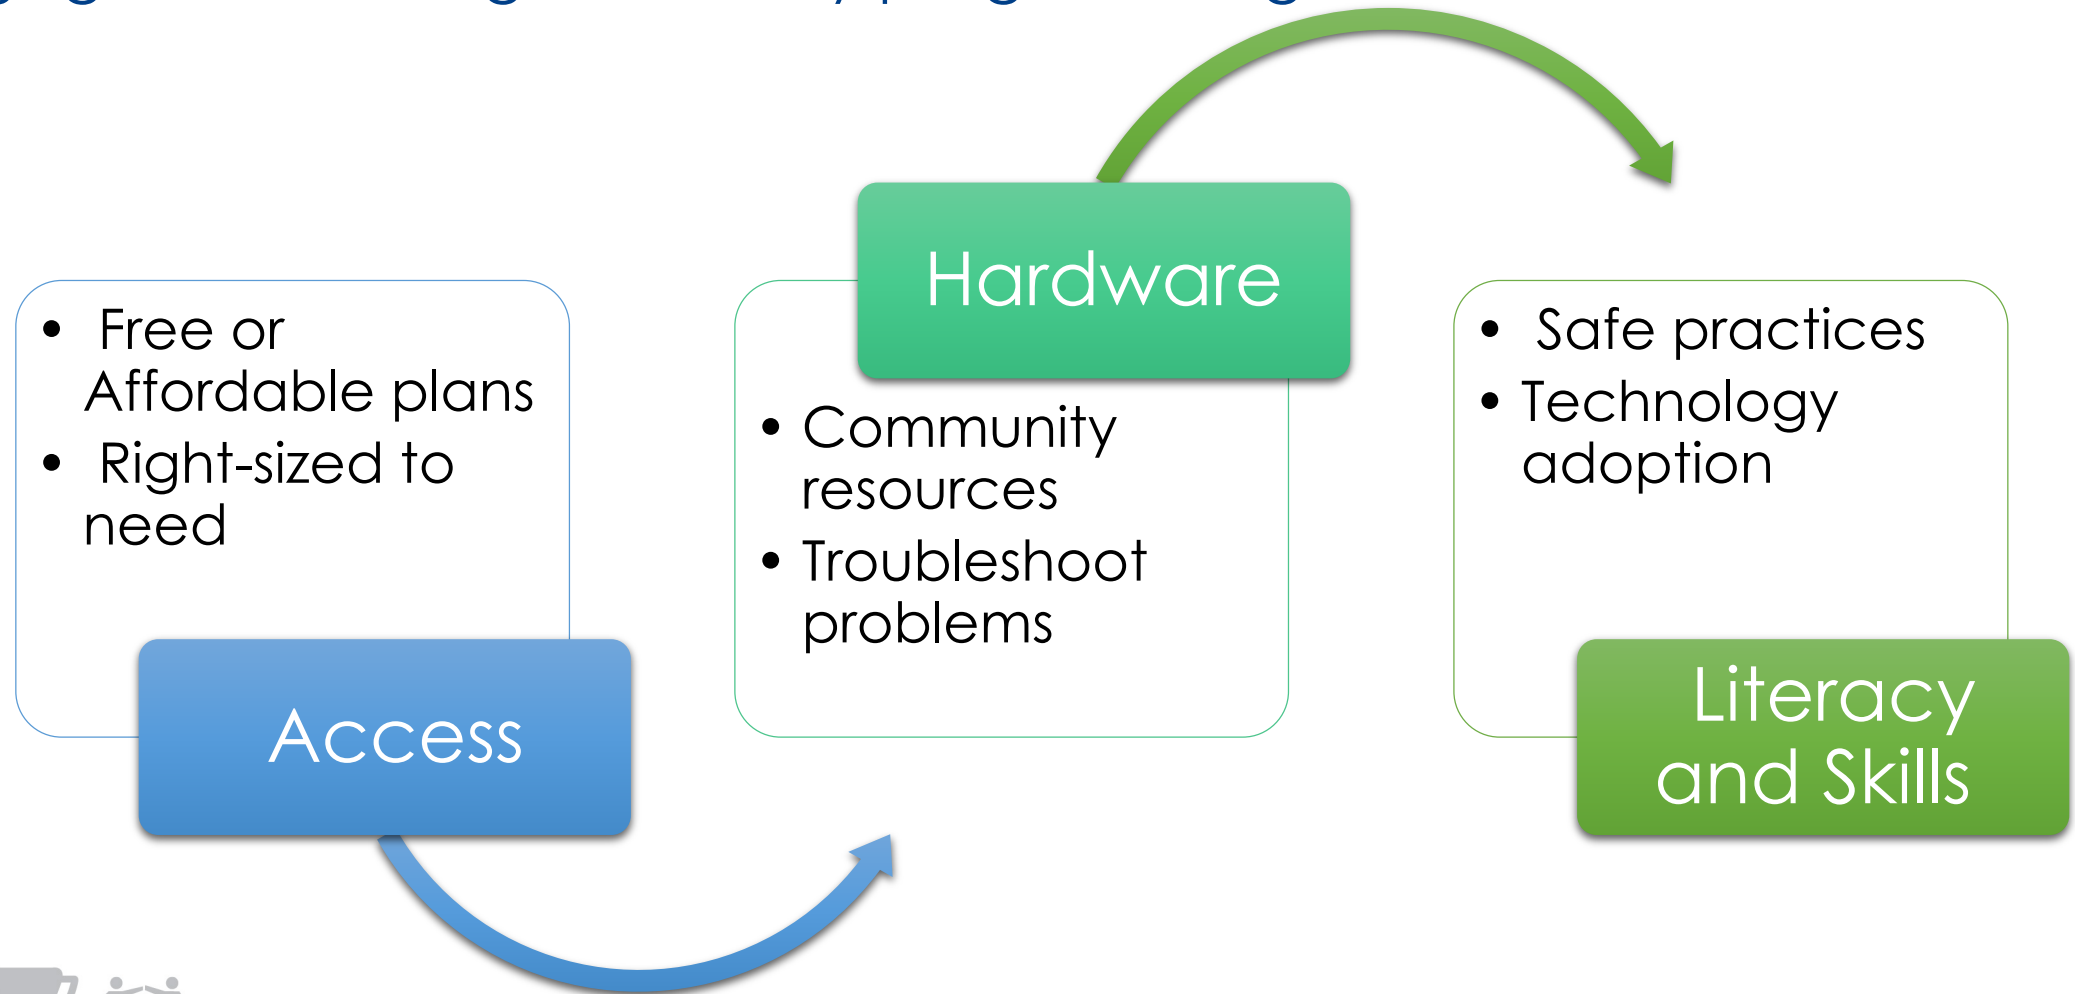 • Free or
Affordable plans
• Right-sized to
need
Access
Hardware
• Community
resources
• Troubleshoot
problems
• Safe practices
• Technology
adoption
Literacy
and Skills